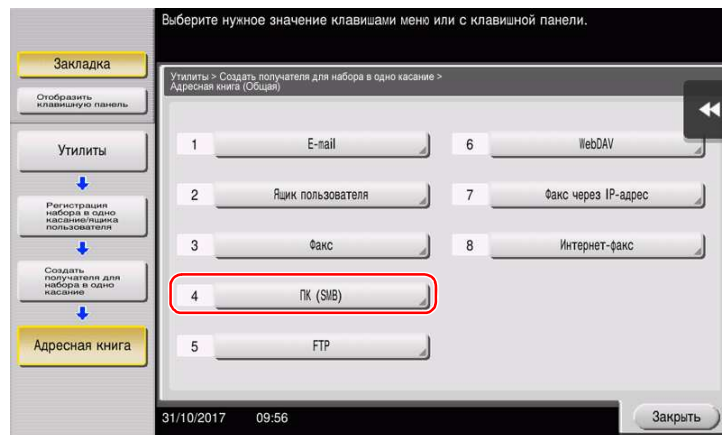 Выберите нужное значение клавишами меню или с клавишной панели.
Закладка
Отобразить
клавишную панель
Утилиты
Регистрация
набора в одно
касание/ящика
пользователя
Создать
получателя для
набора в одно
касание
Адресная книга
Утилиты > Создать получателя для набора в одно касание >
Адресная книга (Общая)
1 E-mail
2 Ящик пользователя
3 Факс
4 ПК (SMB)
5 FTP
6 WebDAV
7 Факс через IP-адрес
8 Интернет-факс
31/10/2017 09:56
Закрыть